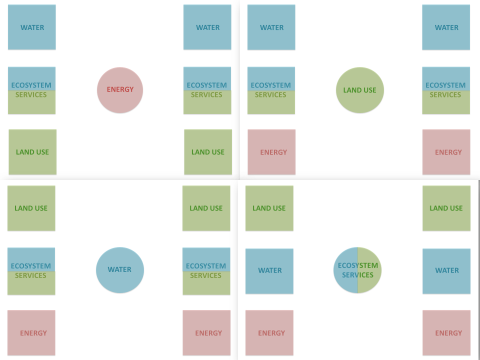 WATER
WATER
ECOSYSTEM
SERVICES
ENERGY
ECOSYSTEM
SERVICES
LAND USE
LAND USE
WATER
WATER
ECOSYSTEM
SERVICES
LAND USE
ECOSYSTEM
SERVICES
ENERGY
ENERGY
LAND USE
LAND USE
ECOSYSTEM
SERVICES
WATER
ECOSYSTEM
SERVICES
ENERGY
ENERGY
LAND USE
LAND USE
WATER
ECOSYSTEM
SERVICES
WATER
ENERGY
ENERGY